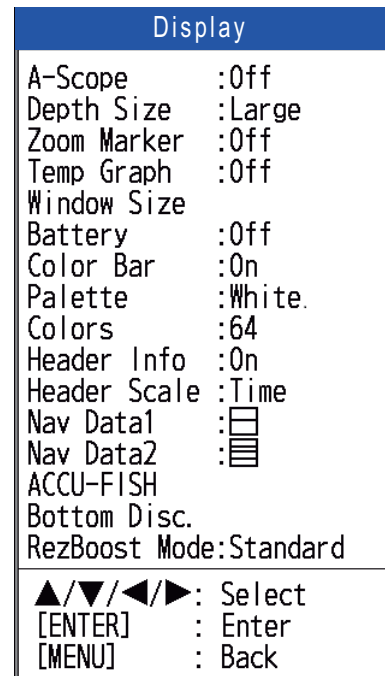 Display
A-Scope :Off
Depth Size :Large
Zoom Marker :Off
Temp Graph :Off
Window Size
Battery :Off
Color Bar :On
Palette :White.
Colors :64
Header Info :On
Header Scale :Time
Nav Data1 :
Nav Data2 :
ACCU-FISH
Bottom Disc.
RezBoost Mode:Standard
▲/▼/◀/▶: Select
[ENTER] : Enter
[MENU] : Back